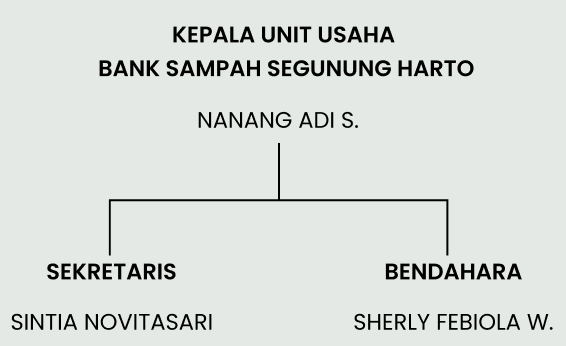 KEPALA UNIT USAHA
BANK SAMPAH SEGUNUNG HARTO
NANANG ADI S.
SEKRETARIS
SINTIA NOVITASARI
BENDAHARA
SHERLY FEBIOLA W.